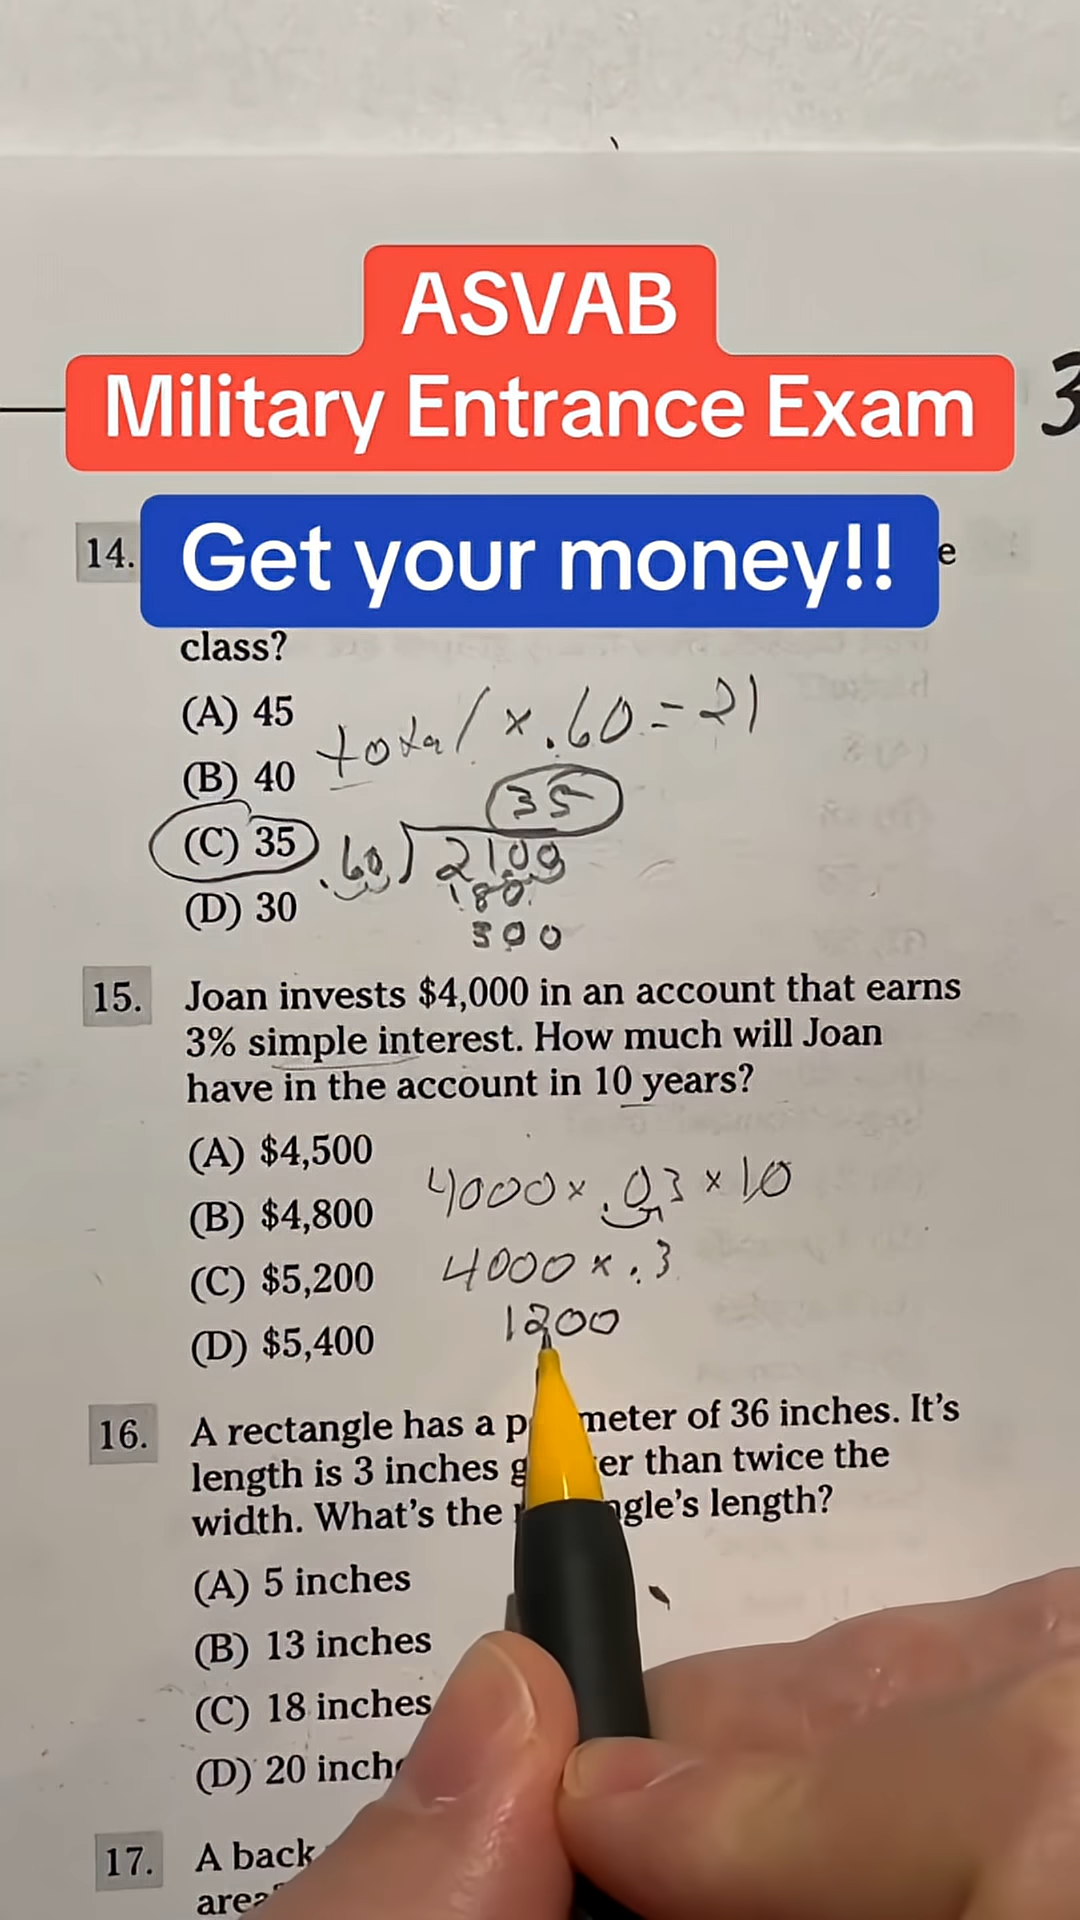 ASVAB
Military Entrance Exam
3
Get your money!!
14.
e
class?
(A) 45
(B) 40
(C) 35
(D) 30
total x .60 = 21
35
.60 2100
180
300
15. Joan invests $4,000 in an account that earns
3% simple interest. How much will Joan
have in the account in 10 years?
(A) $4,500
(B) $4,800
(C) $5,200
(D) $5,400
4000 x .03 x 10
4000 x .3
1200
16. A rectangle has a p meter of 36 inches. It's
length is 3 inches g er than twice the
width. What's the ngle's length?
(A) 5 inches
(B) 13 inches
(C) 18 inches
(D) 20 inch
17. A back
area